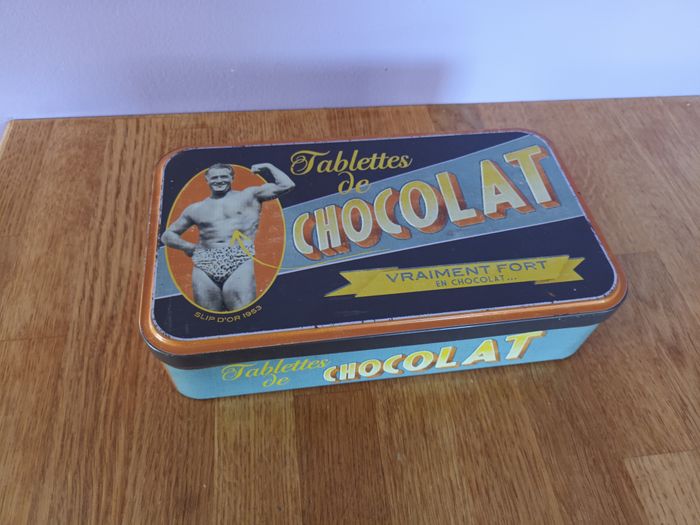 Tablettes
de
CHOCOLAT
VRAIMENT FORT
EN CHOCOLAT...
SLIP D'OR 1953
Tablettes
de
CHOCOLAT